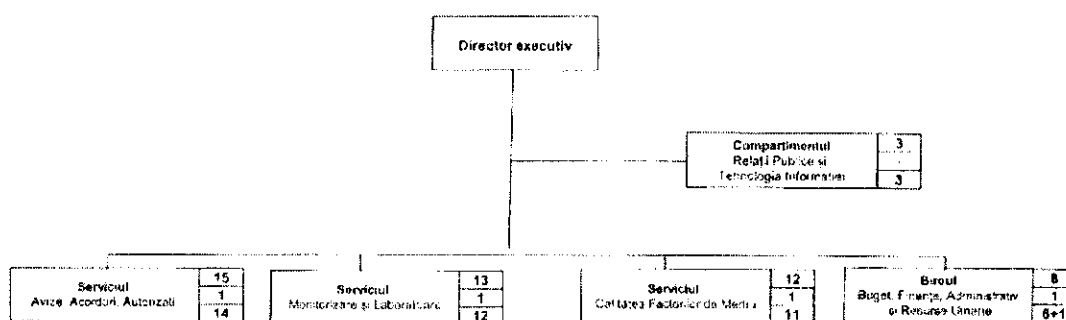 Director executiv
Compartimentul
Relații Publice și
Tehnologia Informației
3
-
3
Serviciul
Avize, Acorduri, Autorizații
15
1
14
Serviciul
Monitorizare și Laboratoare
13
1
12
Serviciul
Calitatea Factorilor de Mediu
12
1
11
Biroul
Buget, Finanțe, Administrativ
și Resurse Umane
8
1
6+1